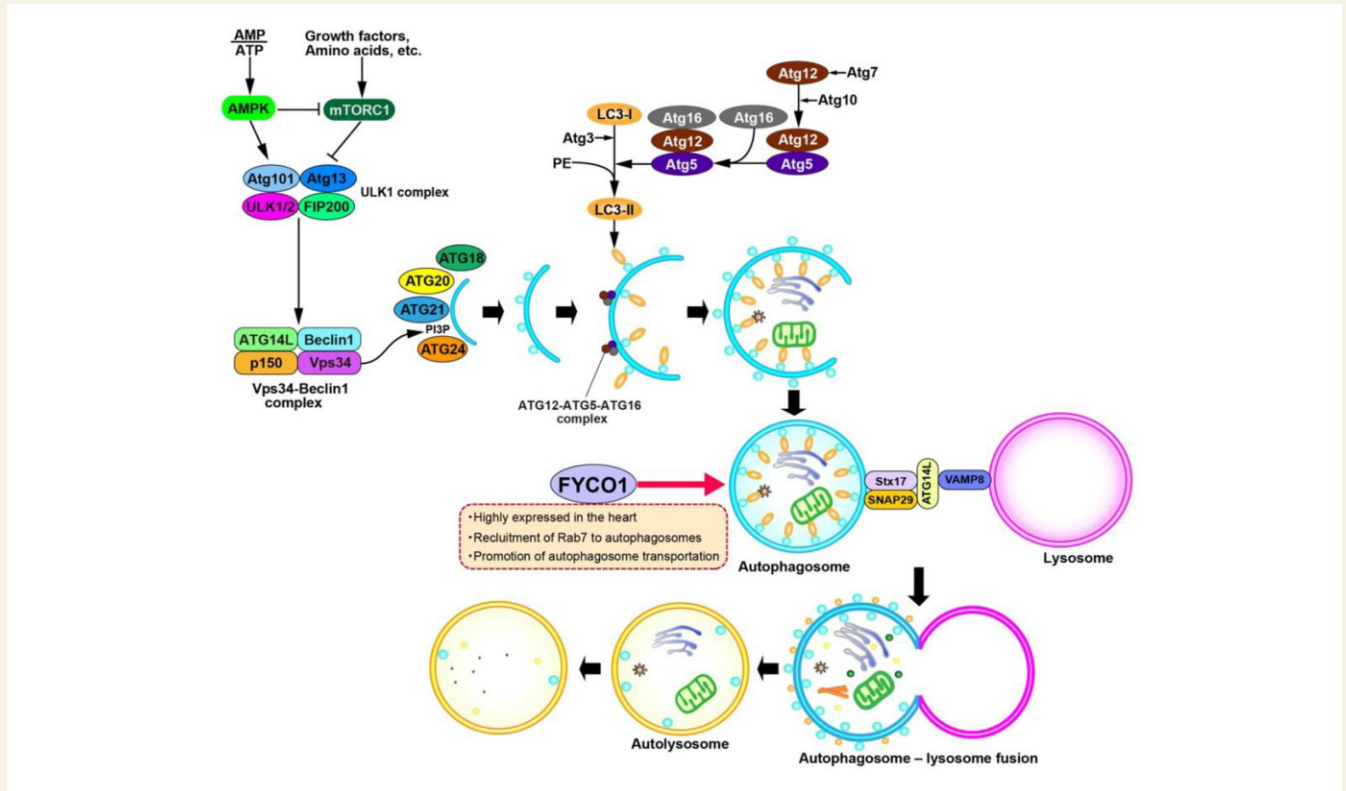 AMP
ATP
Growth factors,
Amino acids, etc.
AMPK
mTORC1
Atg101
Atg13
ULK1/2
FIP200
ULK1 complex
ATG14L
Beclin1
p150
Vps34
Vps34-Beclin1
complex
ATG18
ATG20
ATG21
PI3P
ATG24
LC3-I
Atg3
PE
LC3-II
Atg16
Atg12
Atg5
Atg16
Atg12
Atg7
Atg10
Atg12
Atg5
ATG12-ATG5-ATG16
complex
FYCO1
•Highly expressed in the heart
•Recluitment of Rab7 to autophagosomes
•Promotion of autophagosome transportation
Autophagosome
Stx17
SNAP29
ATG14L
VAMP8
Lysosome
Autolysosome
Autophagosome – lysosome fusion